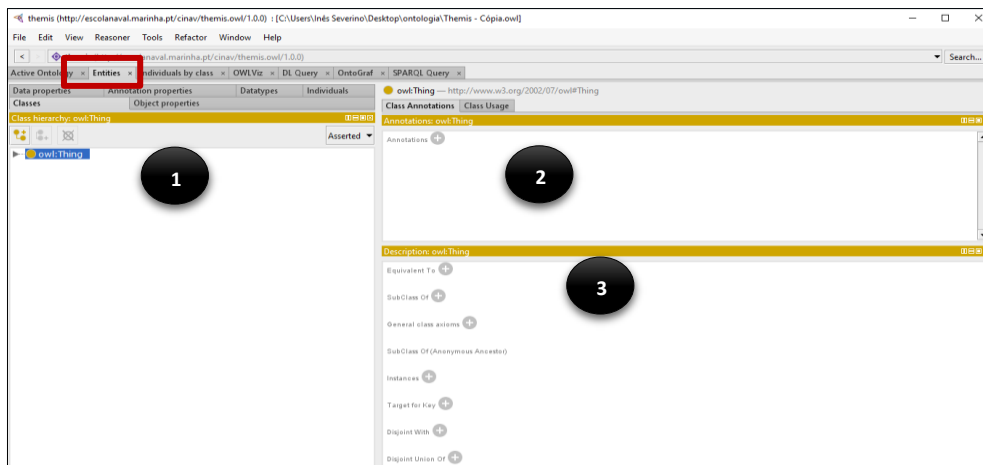 themis (http://escolanaval.marinha.pt/cinav/themis.owl/1.0.0) : [C:\Users\Inês Severino\Desktop\ontologia\Themis - Cópia.owl]
File Edit View Reasoner Tools Refactor Window Help
< naval.marinha.pt/cinav/themis.owl/1.0.0) Search...
Active Ontology × Entities × Individuals by class × OWLViz × DL Query × OntoGraf × SPARQL Query ×
Data properties Annotation properties Datatypes Individuals
Classes Object properties
Class hierarchy: owl:Thing
Asserted
owl:Thing
1
owl:Thing — http://www.w3.org/2002/07/owl#Thing
Class Annotations Class Usage
Annotations: owl:Thing
Annotations
2
Description: owl:Thing
Equivalent To
3
SubClass Of
General class axioms
SubClass Of (Anonymous Ancestor)
Instances
Target for Key
Disjoint With
Disjoint Union Of